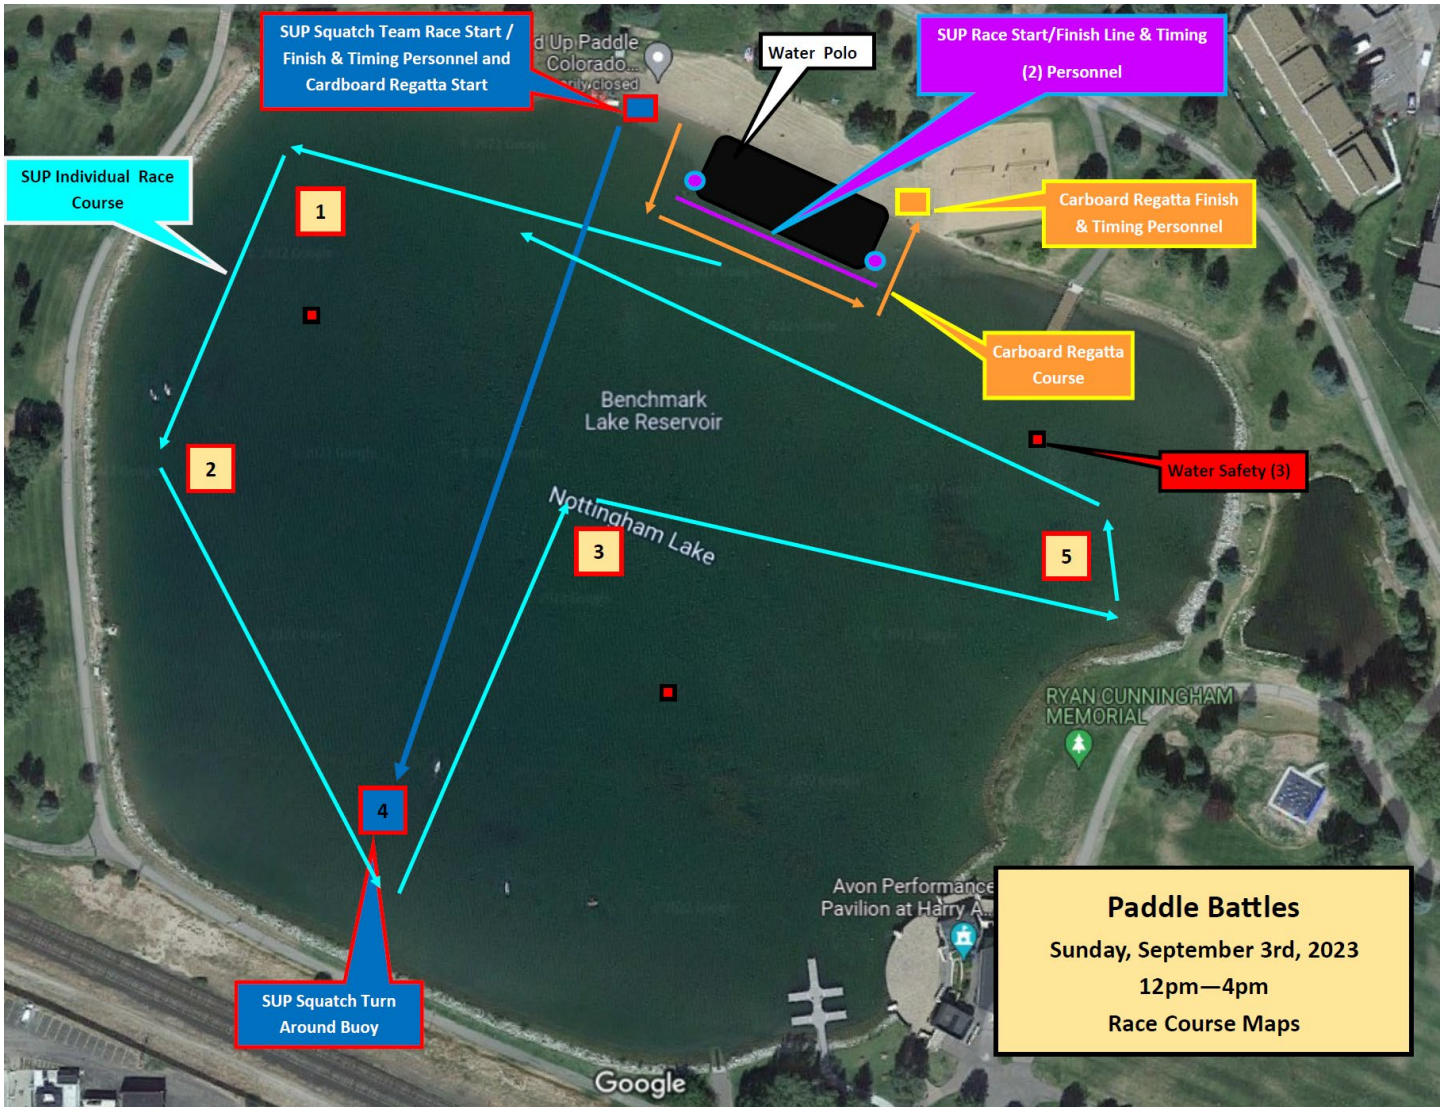 SUP Squatch Team Race Start /
Finish & Timing Personnel and
Cardboard Regatta Start
d Up Paddle
Colorado...
rily closed
Water Polo
SUP Race Start/Finish Line & Timing
(2) Personnel
SUP Individual Race
Course
1
Carboard Regatta Finish
& Timing Personnel
Carboard Regatta
Course
Benchmark
Lake Reservoir
2
Water Safety (3)
Nottingham Lake
3
5
RYAN CUNNINGHAM
MEMORIAL
4
Avon Performance
Pavilion at Harry A...
SUP Squatch Turn
Around Buoy
Paddle Battles
Sunday, September 3rd, 2023
12pm—4pm
Race Course Maps
Google